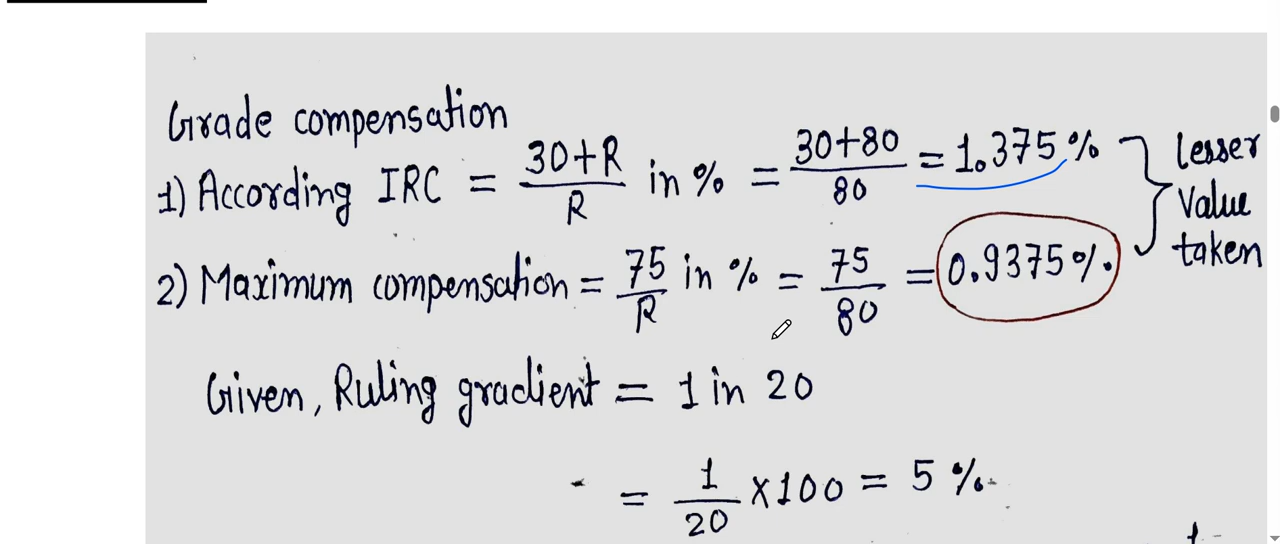 Grade compensation
1) According IRC = 30+R / R in % = 30+80 / 80 = 1.375 %
2) Maximum compensation = 75 / R in % = 75 / 80 = 0.9375 %.
lesser
value
taken
Given, Ruling gradient = 1 in 20
= 1 / 20 X 100 = 5 %.